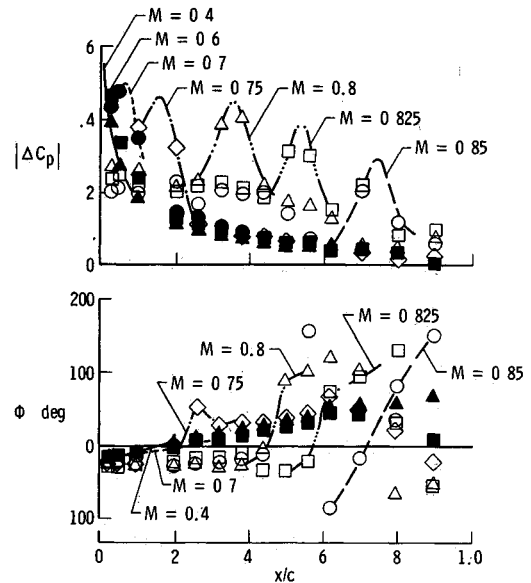 M = 0 4
M = 0 6
M = 0 7
M = 0 75
M = 0.8
M = 0 825
M = 0 85
6
.4
2
0
|ΔCp|
200
100
0
100
Φ deg
M = 0 825
M = 0.8
M = 0 85
M = 0 75
M = 0 7
M = 0.4
0 2 4 6 8 1.0
x/c